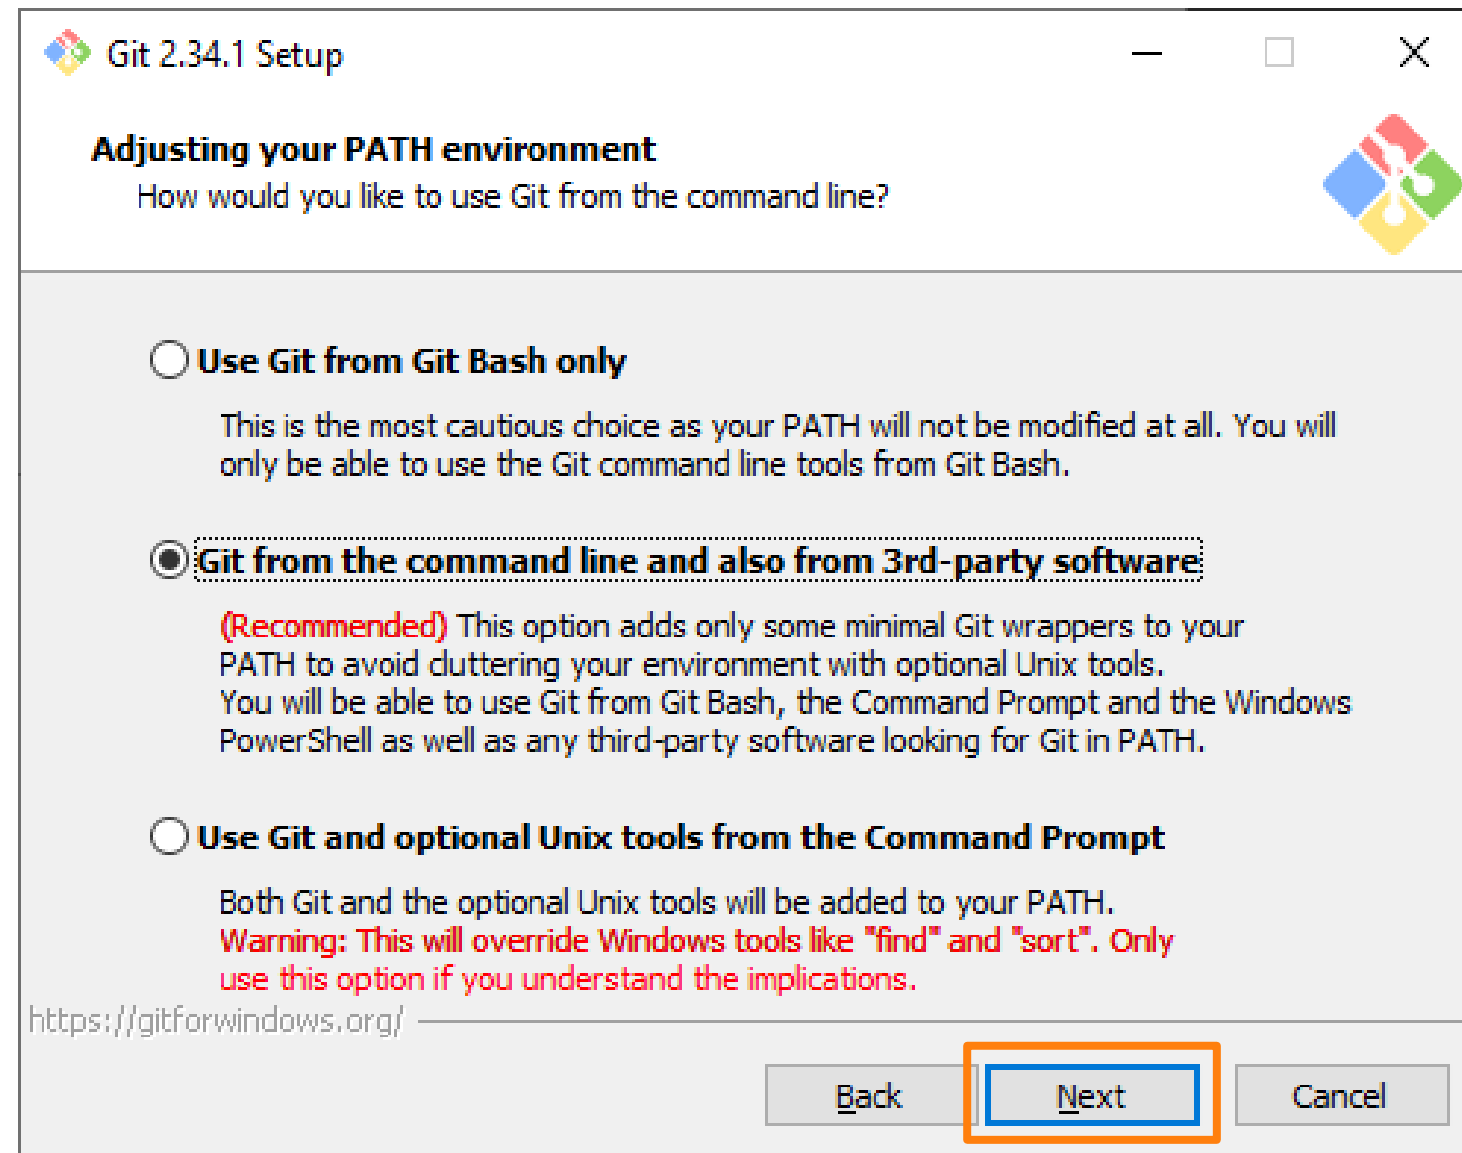 Git 2.34.1 Setup
Adjusting your PATH environment
How would you like to use Git from the command line?
Use Git from Git Bash only
This is the most cautious choice as your PATH will not be modified at all. You will
only be able to use the Git command line tools from Git Bash.
Git from the command line and also from 3rd-party software
(Recommended) This option adds only some minimal Git wrappers to your
PATH to avoid cluttering your environment with optional Unix tools.
You will be able to use Git from Git Bash, the Command Prompt and the Windows
PowerShell as well as any third-party software looking for Git in PATH.
Use Git and optional Unix tools from the Command Prompt
Both Git and the optional Unix tools will be added to your PATH.
Warning: This will override Windows tools like "find" and "sort". Only
use this option if you understand the implications.
https://gitforwindows.org/
Back Next Cancel